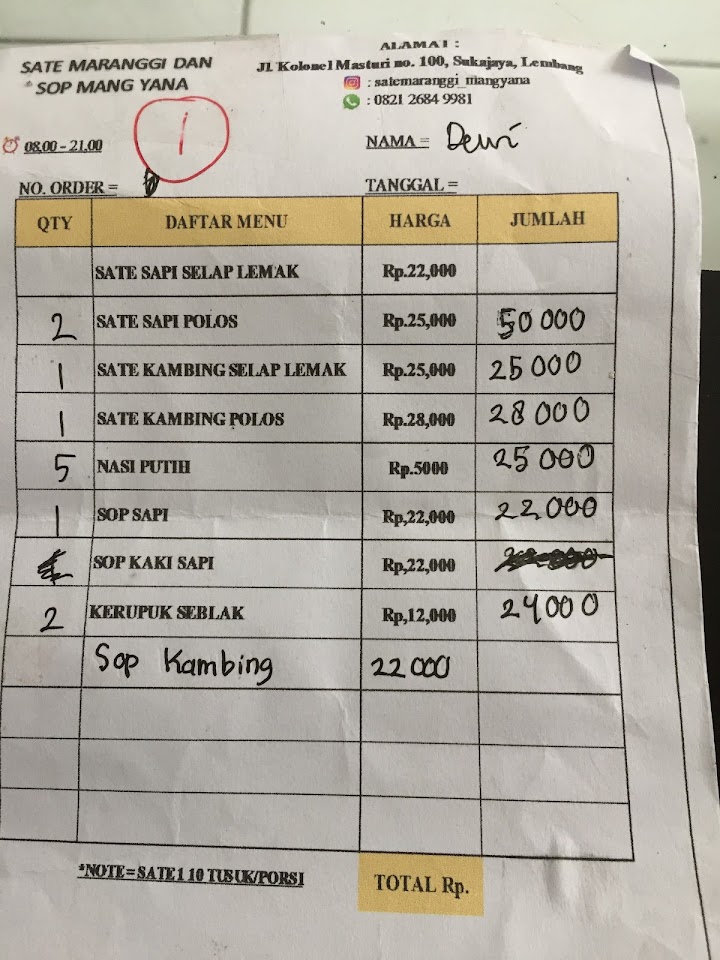 ALAMAT :
SATE MARANGGI DAN
*SOP MANG YANA
Jl. Kolonel Masturi no. 100, Sukajaya, Lembang
: satemaranggi_mangyana
: 0821 2684 9981
1
08.00 – 21.00
NAMA = Dewi
NO. ORDER =
TANGGAL =
QTY DAFTAR MENU HARGA JUMLAH
SATE SAPI SELAP LEMAK Rp.22,000
2 SATE SAPI POLOS Rp.25,000 50 000
1 SATE KAMBING SELAP LEMAK Rp.25,000 25 000
1 SATE KAMBING POLOS Rp.28,000 28 000
5 NASI PUTIH Rp.5000 25 000
1 SOP SAPI Rp,22,000 22.000
SOP KAKI SAPI Rp,22,000
2 KERUPUK SEBLAK Rp,12,000 24000
Sop Kambing 22 000
*NOTE = SATE 1 10 TUSUK/PORSI
TOTAL Rp.